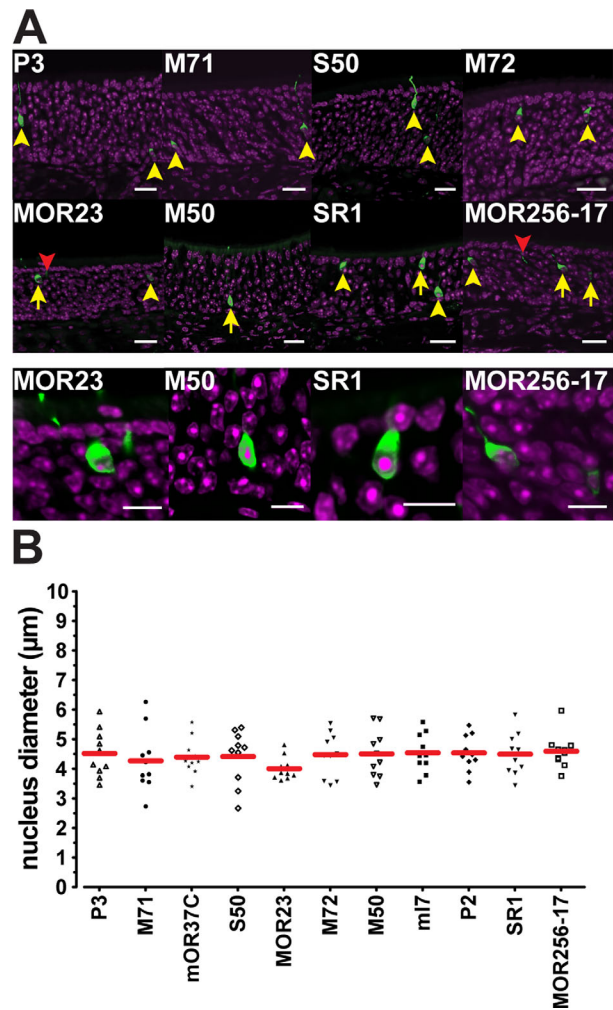 A
P3 M71 S50 M72
MOR23 M50 SR1 MOR256-17
MOR23 M50 SR1 MOR256-17
B
nucleus diameter (μm)
10
9
8
7
6
5
4
3
2
1
0
P3 M71 mOR37C S50 MOR23 M72 M50 mI7 P2 SR1 MOR256-17